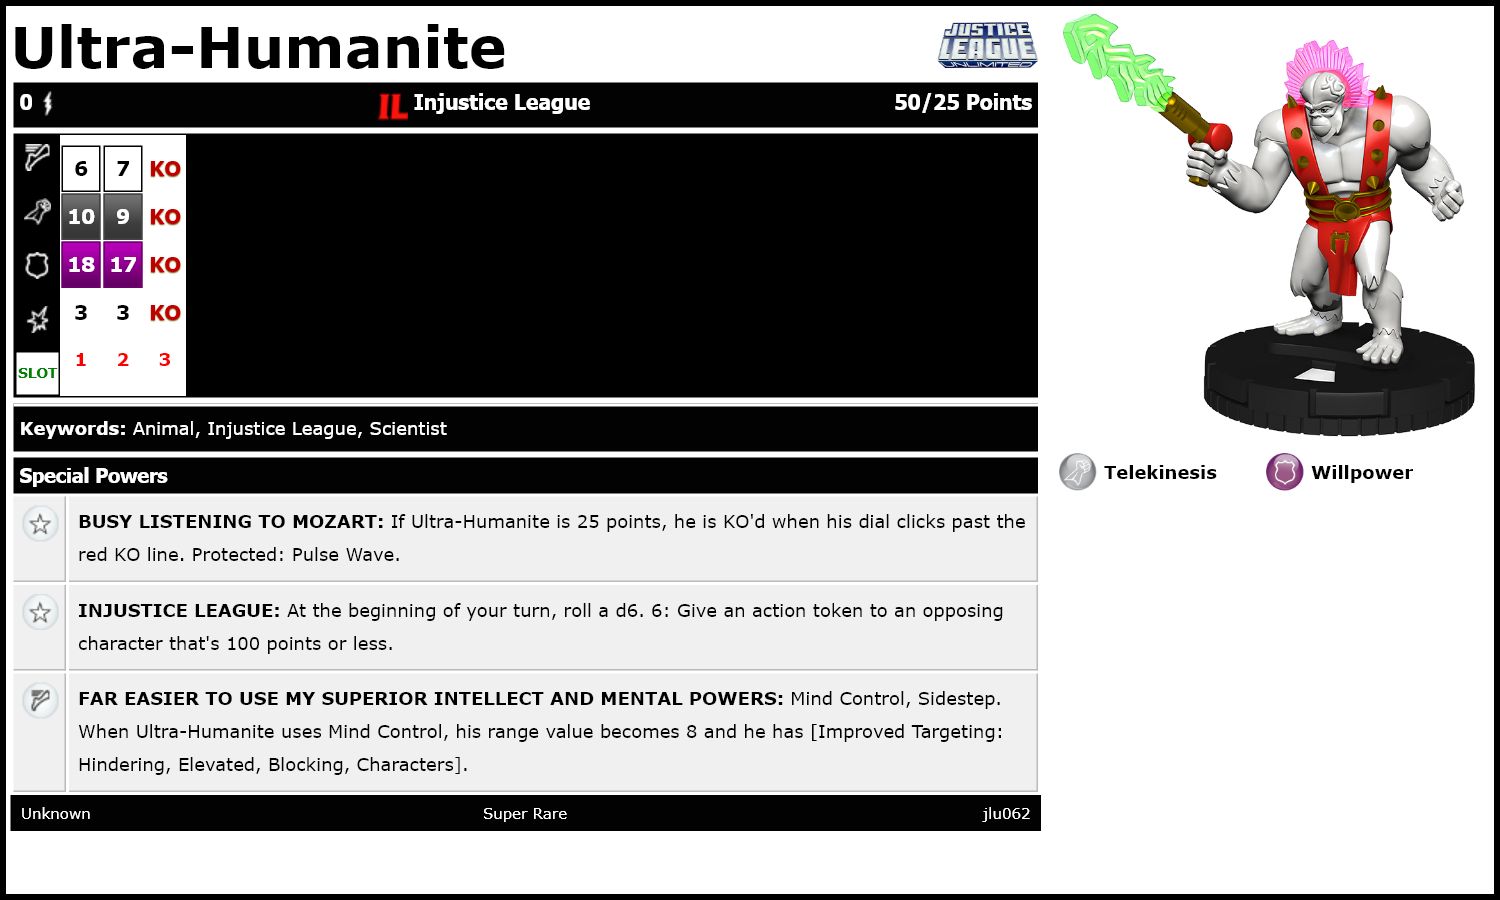 Ultra-Humanite
JUSTICE
LEAGUE
UNLIMITED
0
IL Injustice League
50/25 Points
6 7 KO
10 9 KO
18 17 KO
3 3 KO
SLOT 1 2 3
Keywords: Animal, Injustice League, Scientist
Special Powers
BUSY LISTENING TO MOZART: If Ultra-Humanite is 25 points, he is KO'd when his dial clicks past the
red KO line. Protected: Pulse Wave.
INJUSTICE LEAGUE: At the beginning of your turn, roll a d6. 6: Give an action token to an opposing
character that's 100 points or less.
FAR EASIER TO USE MY SUPERIOR INTELLECT AND MENTAL POWERS: Mind Control, Sidestep.
When Ultra-Humanite uses Mind Control, his range value becomes 8 and he has [Improved Targeting:
Hindering, Elevated, Blocking, Characters].
Unknown
Super Rare
jlu062
Telekinesis
Willpower